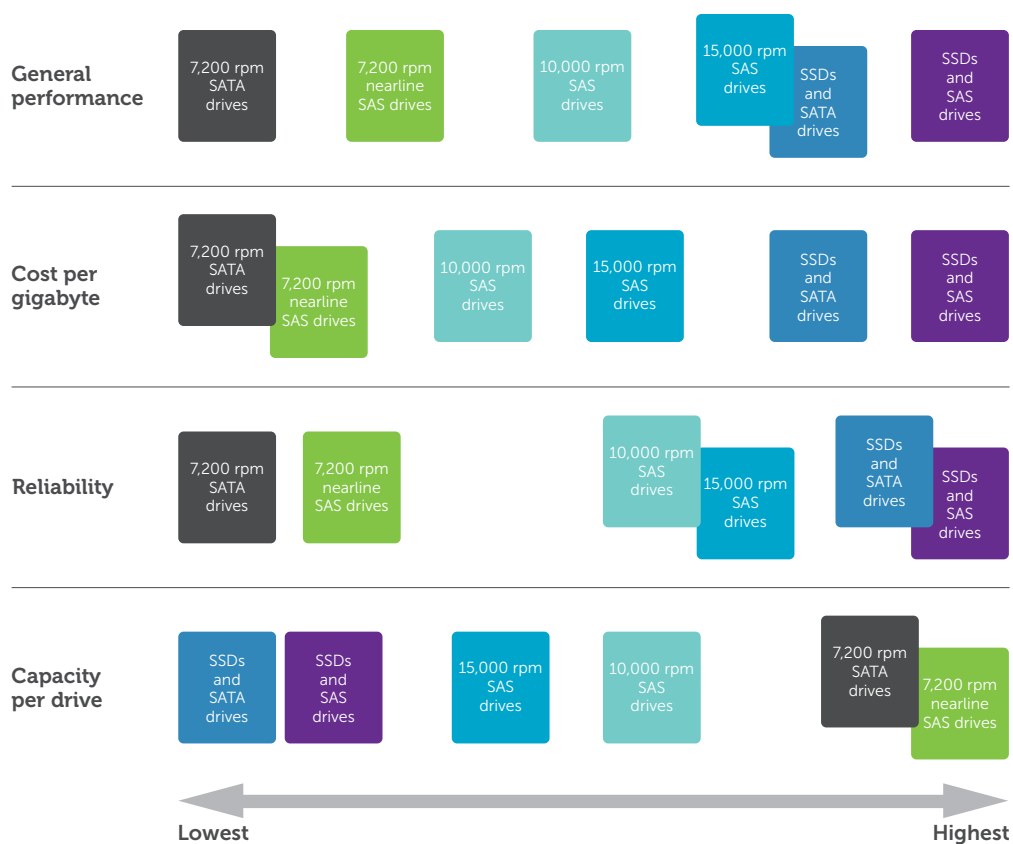 General
performance
7,200 rpm
SATA
drives
7,200 rpm
nearline
SAS drives
10,000 rpm
SAS
drives
15,000 rpm
SAS
drives
SSDs
and
SATA
drives
SSDs
and
SAS
drives
Cost per
gigabyte
7,200 rpm
SATA
drives
7,200 rpm
nearline
SAS drives
10,000 rpm
SAS
drives
15,000 rpm
SAS
drives
SSDs
and
SATA
drives
SSDs
and
SAS
drives
Reliability
7,200 rpm
SATA
drives
7,200 rpm
nearline
SAS drives
10,000 rpm
SAS
drives
15,000 rpm
SAS
drives
SSDs
and
SATA
drives
SSDs
and
SAS
drives
Capacity
per drive
SSDs
and
SATA
drives
SSDs
and
SAS
drives
15,000 rpm
SAS
drives
10,000 rpm
SAS
drives
7,200 rpm
SATA
drives
7,200 rpm
nearline
SAS drives
Lowest
Highest